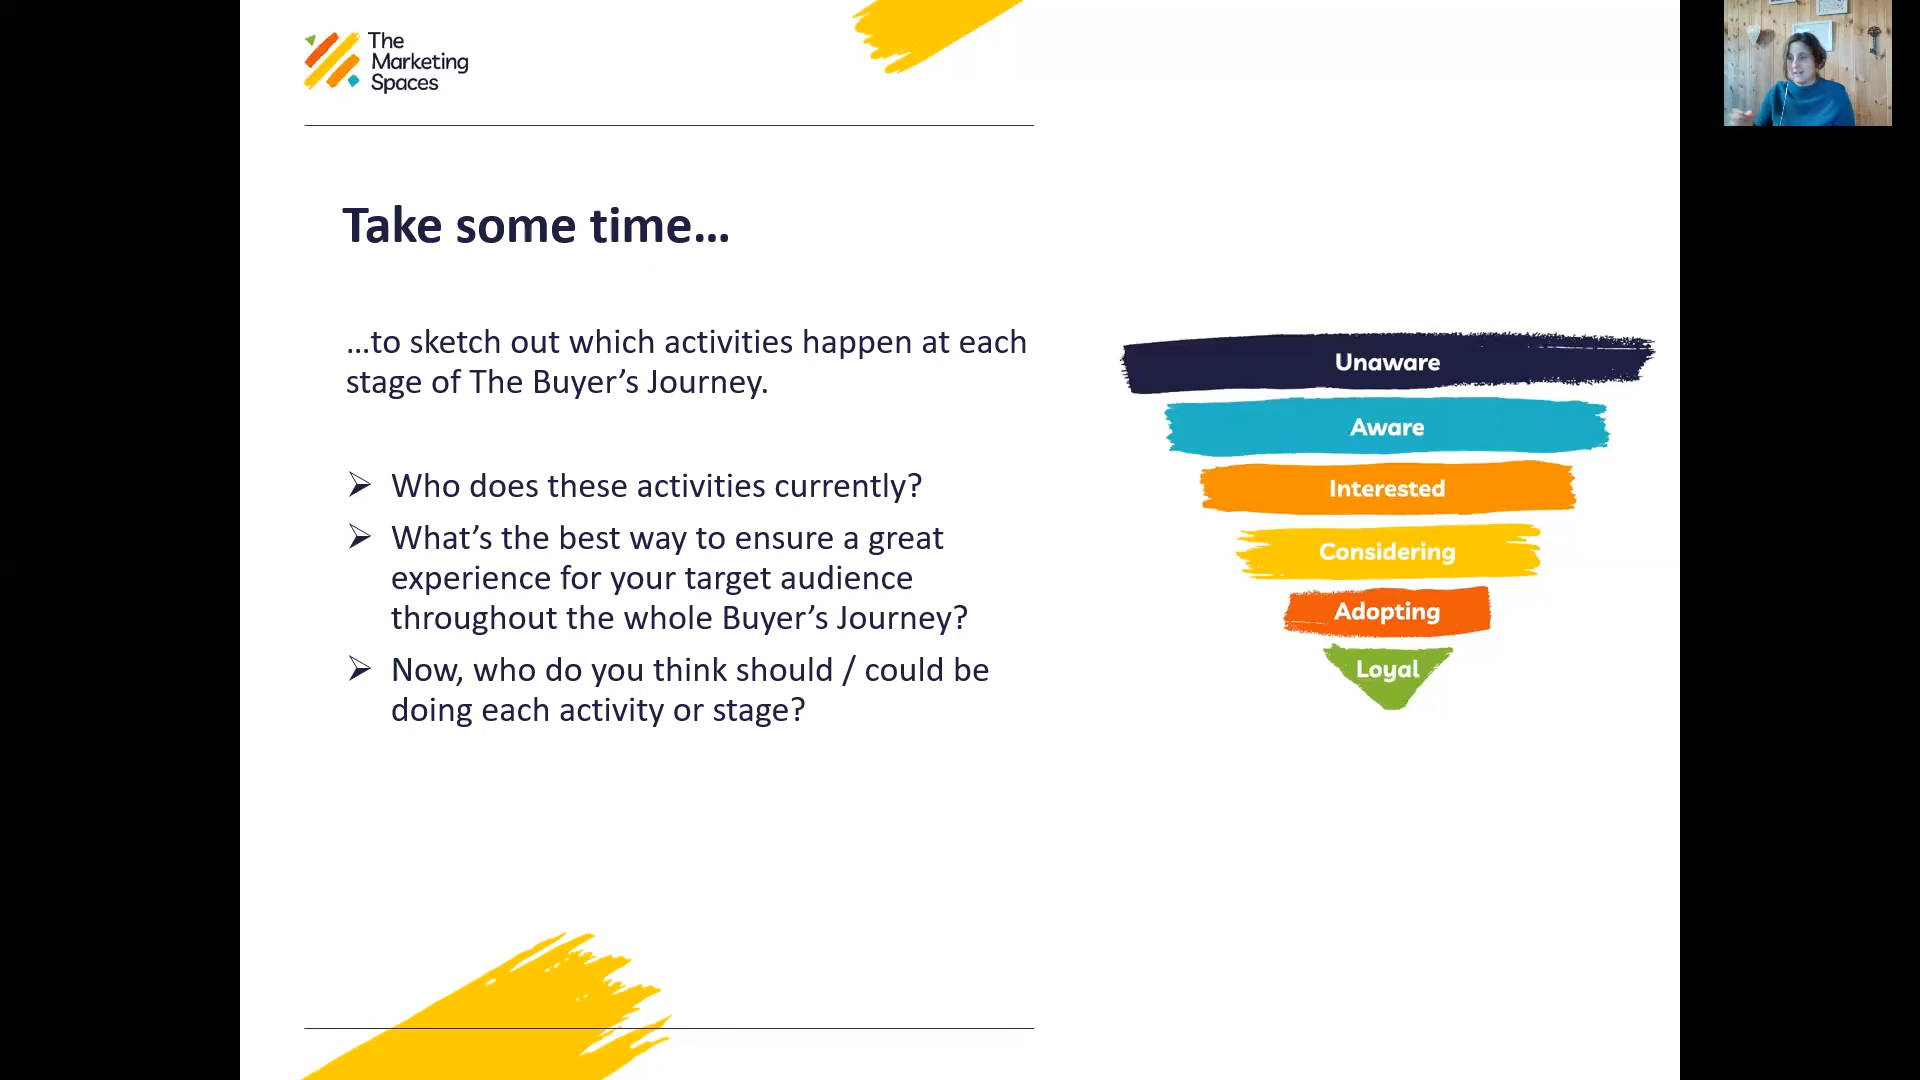 The
Marketing
Spaces
Take some time...
...to sketch out which activities happen at each
stage of The Buyer’s Journey.
➢ Who does these activities currently?
➢ What’s the best way to ensure a great
experience for your target audience
throughout the whole Buyer’s Journey?
➢ Now, who do you think should / could be
doing each activity or stage?
Unaware
Aware
Interested
Considering
Adopting
Loyal